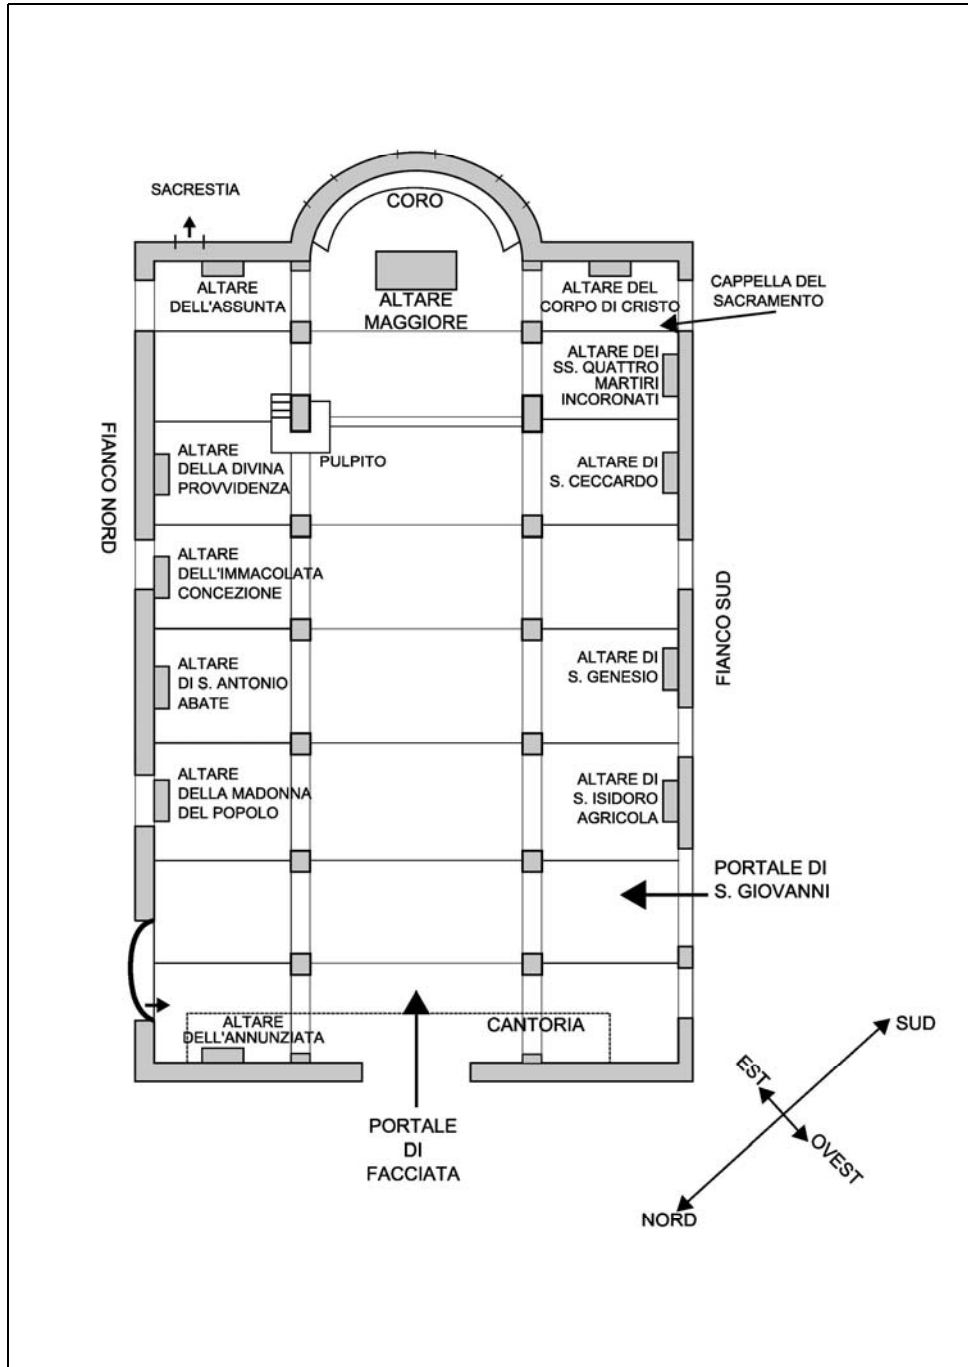 SACRESTIA
CORO
ALTARE
DELL'ASSUNTA
ALTARE
MAGGIORE
ALTARE DEL
CORPO DI CRISTO
CAPPELLA DEL
SACRAMENTO
ALTARE DEI
SS. QUATTRO
MARTIRI
INCORONATI
FIANCO NORD
ALTARE
DELLA DIVINA
PROVVIDENZA
PULPITO
ALTARE DI
S. CECCARDO
ALTARE
DELL'IMMACOLATA
CONCEZIONE
FIANCO SUD
ALTARE
DI S. ANTONIO
ABATE
ALTARE DI
S. GENESIO
ALTARE
DELLA MADONNA
DEL POPOLO
ALTARE DI
S. ISIDORO
AGRICOLA
PORTALE DI
S. GIOVANNI
ALTARE
DELL'ANNUNZIATA
CANTORIA
PORTALE
DI
FACCIATA
SUD
EST
OVEST
NORD